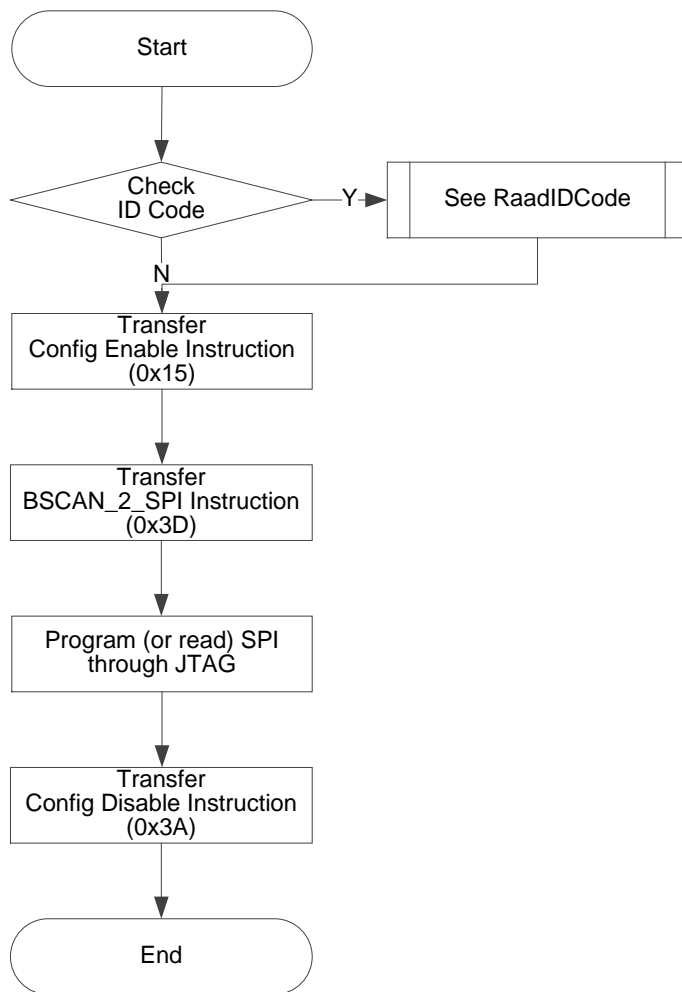 Start
Check
ID Code
Y
See RaadIDCode
N
Transfer
Config Enable Instruction
(0x15)
Transfer
BSCAN_2_SPI Instruction
(0x3D)
Program (or read) SPI
through JTAG
Transfer
Config Disable Instruction
(0x3A)
End